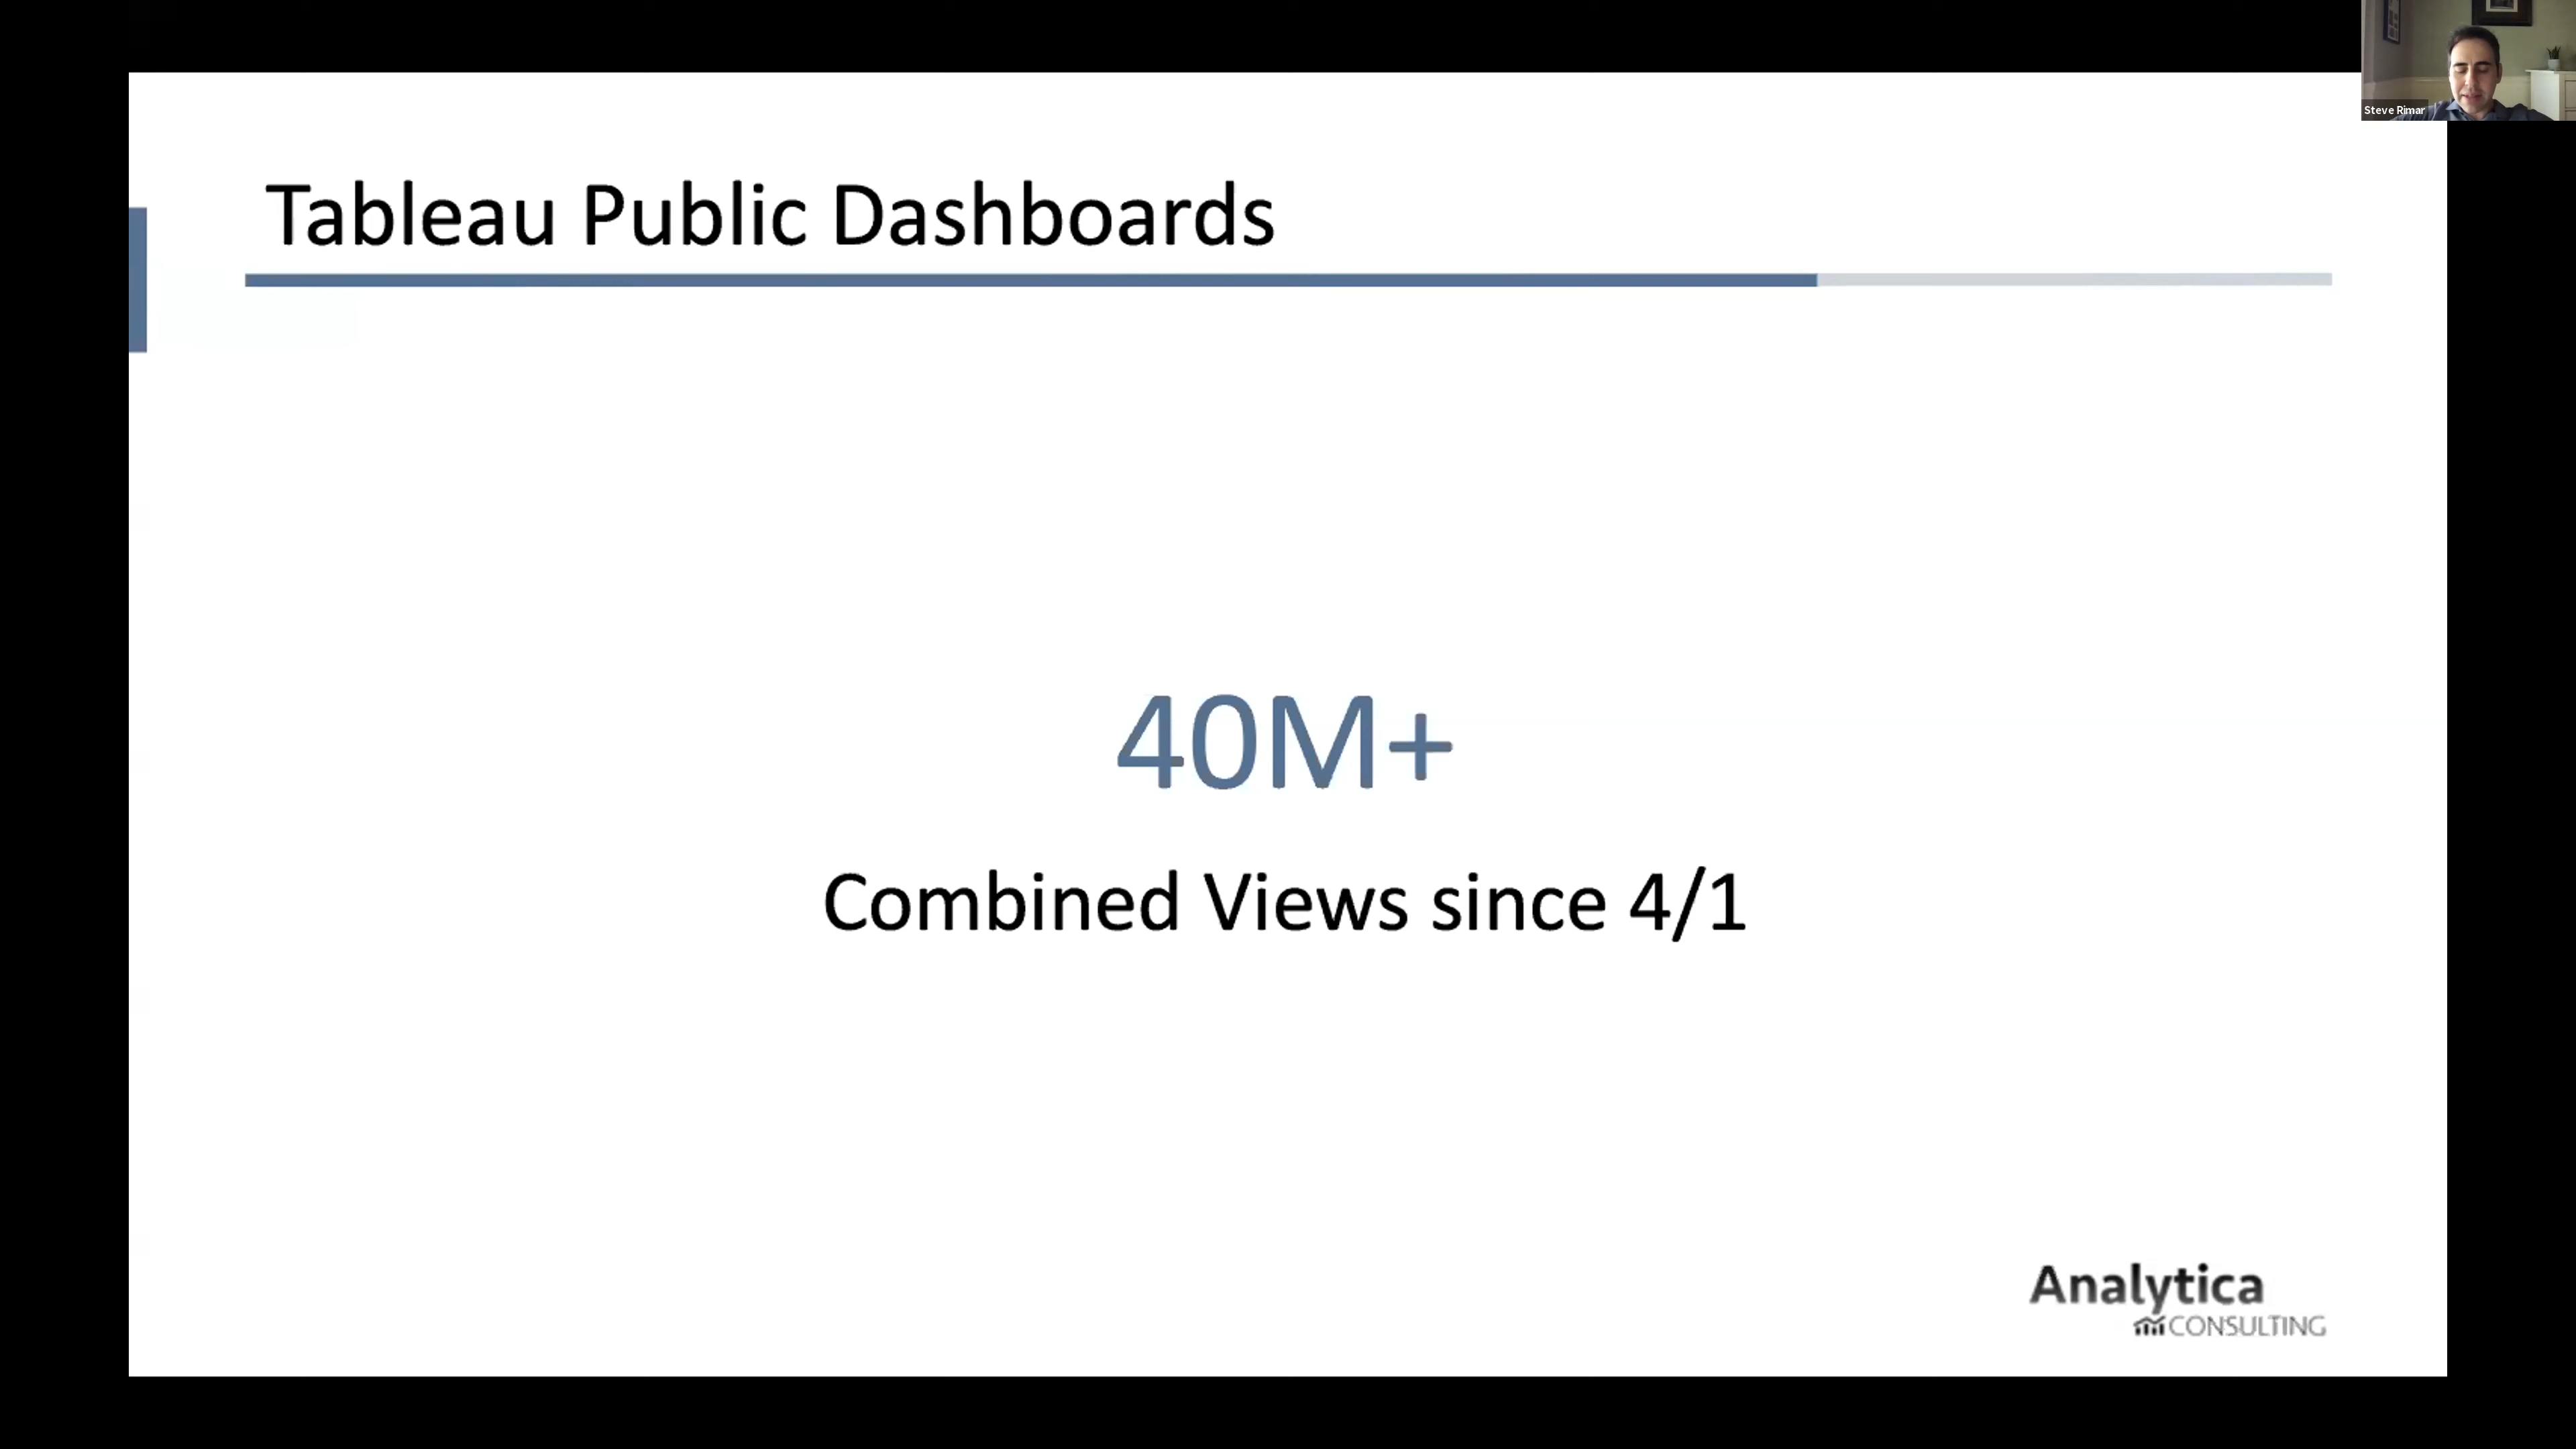 Steve Rimar
Tableau Public Dashboards
40M+
Combined Views since 4/1
Analytica
CONSULTING